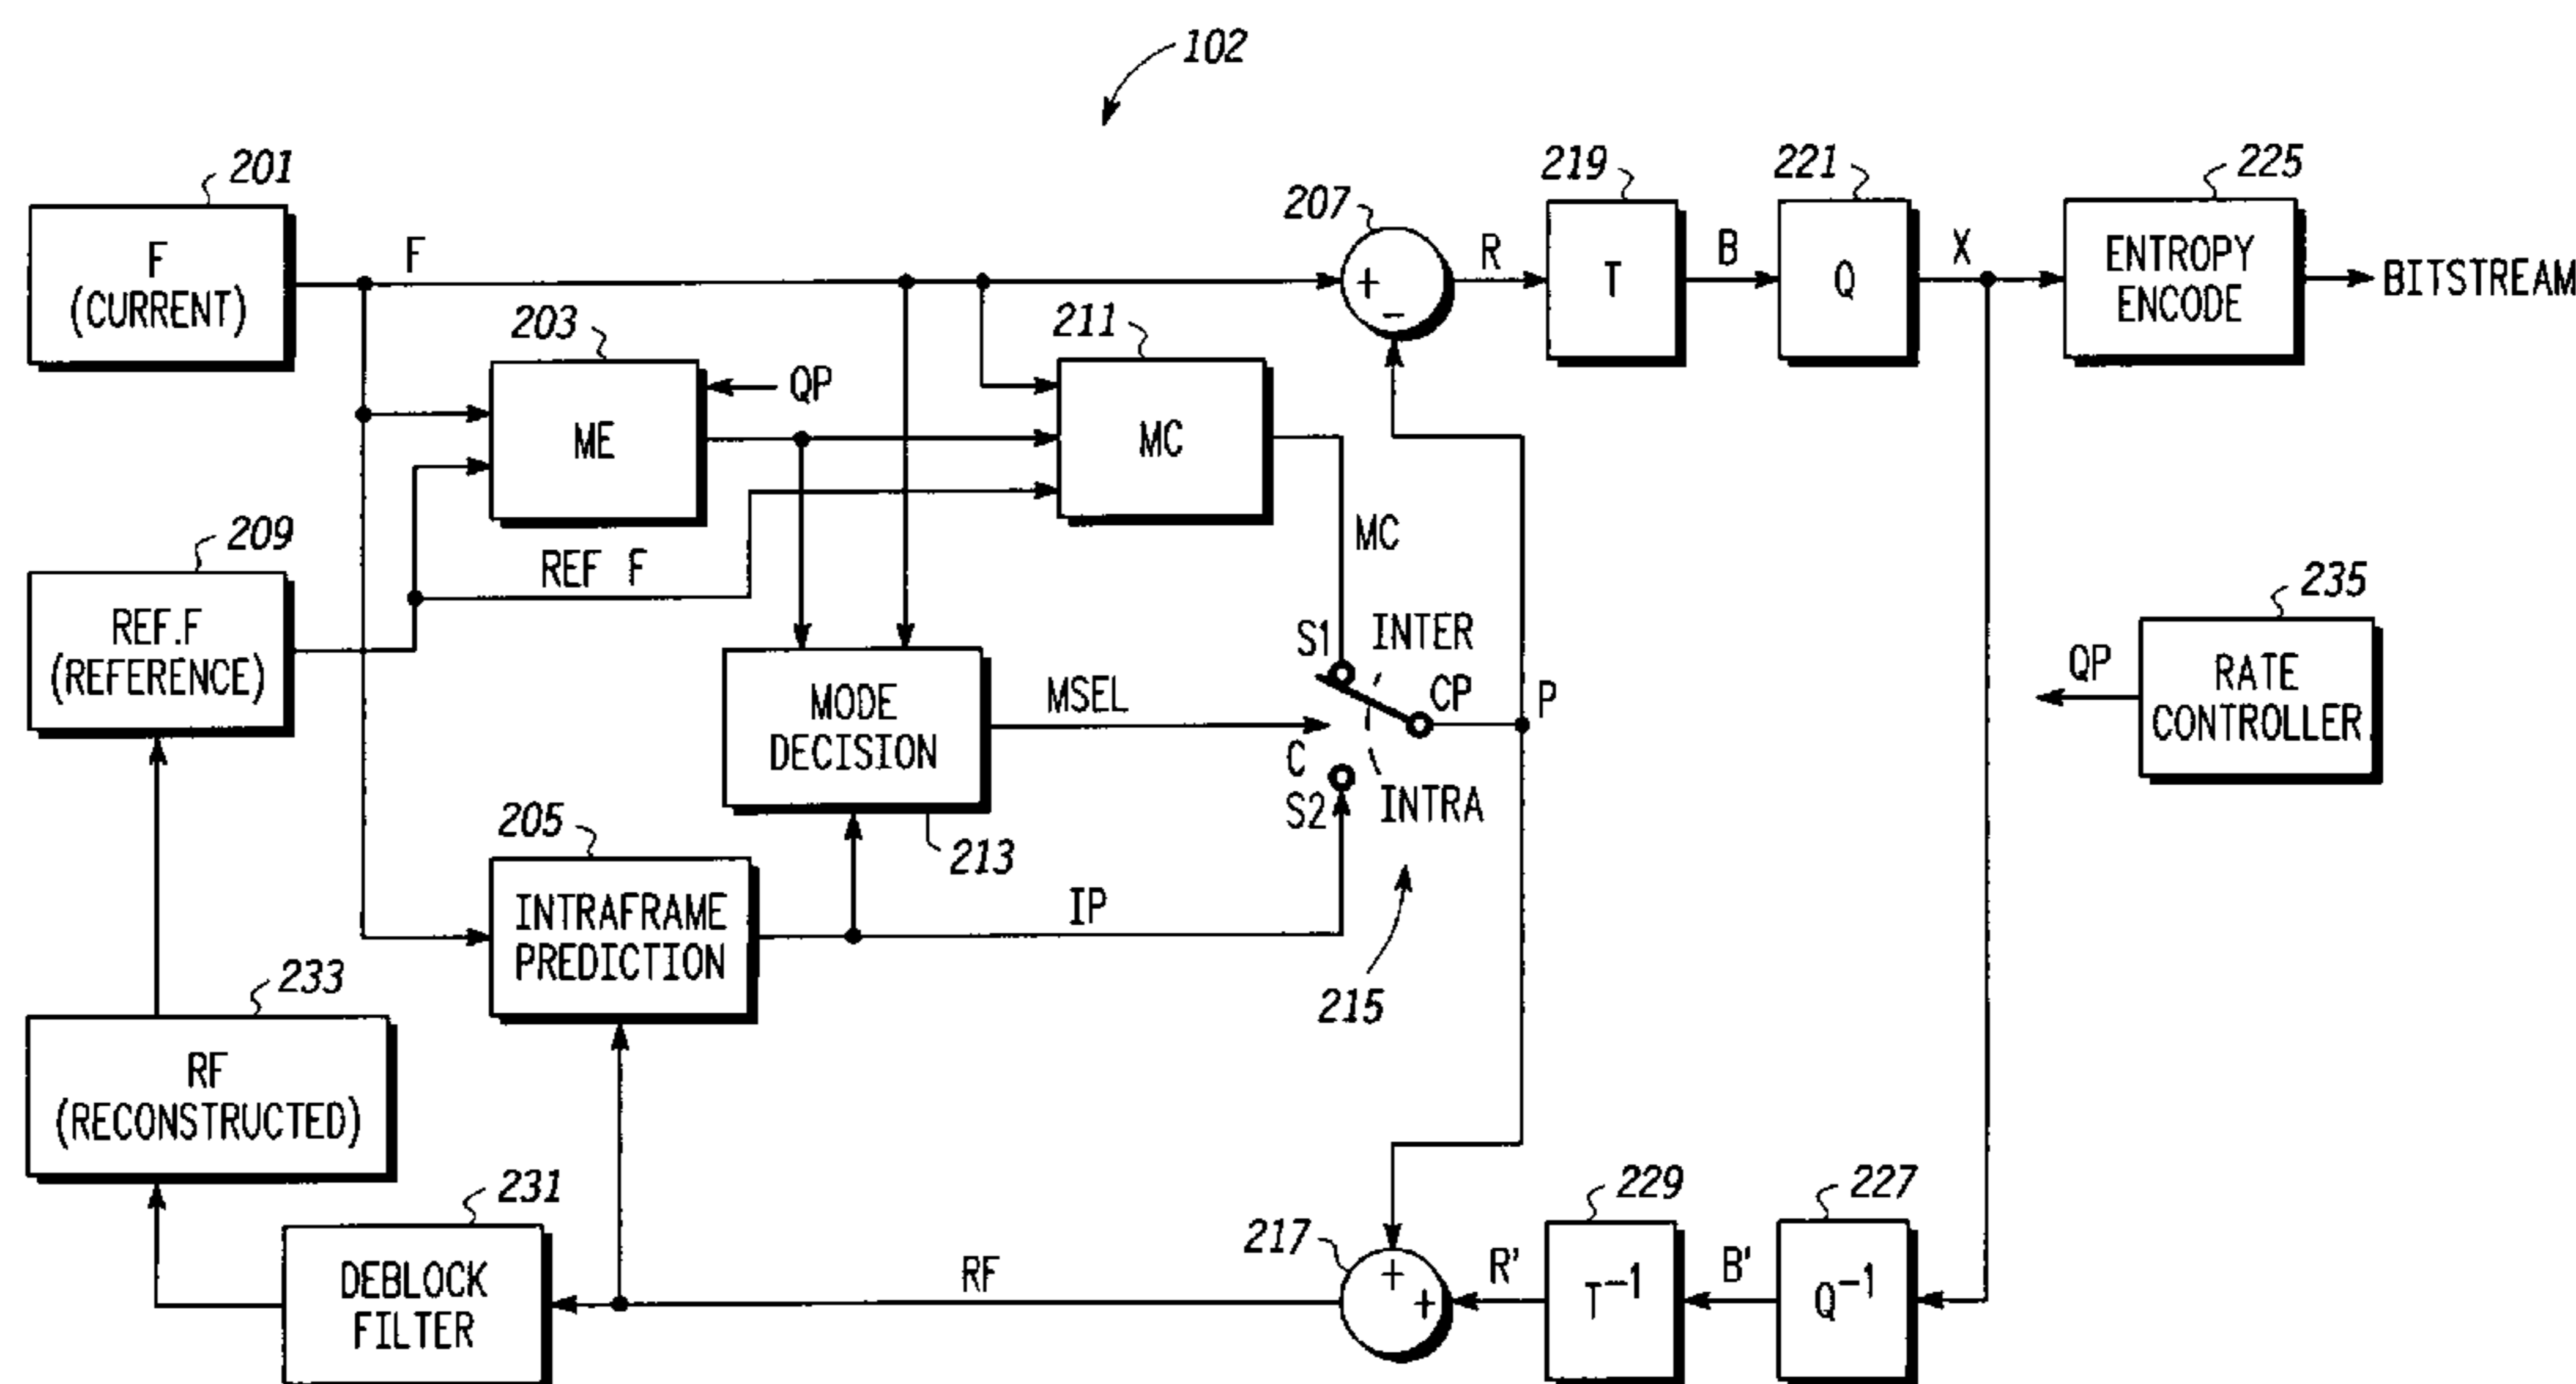 102
201
F
(CURRENT)
F
203
ME
QP
211
MC
207
+
−
R
219
T
B
221
Q
X
225
ENTROPY
ENCODE
BITSTREAM
209
REF.F
(REFERENCE)
REF F
MC
MODE
DECISION
213
MSEL
S1
INTER
CP
P
C
S2
INTRA
215
235
QP
RATE
CONTROLLER
205
INTRAFRAME
PREDICTION
IP
233
RF
(RECONSTRUCTED)
231
DEBLOCK
FILTER
RF
217
+
+
R'
229
T⁻¹
B'
227
Q⁻¹